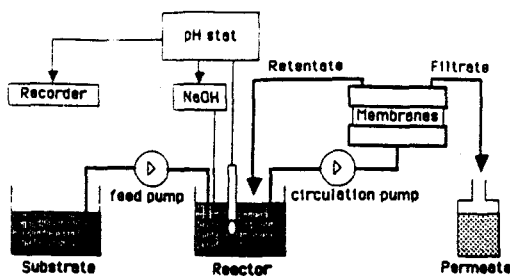 pH stat
Retentate
Filtrate
Recorder
NaOH
Membranes
feed pump
circulation pump
Substrate
Reactor
Permeate